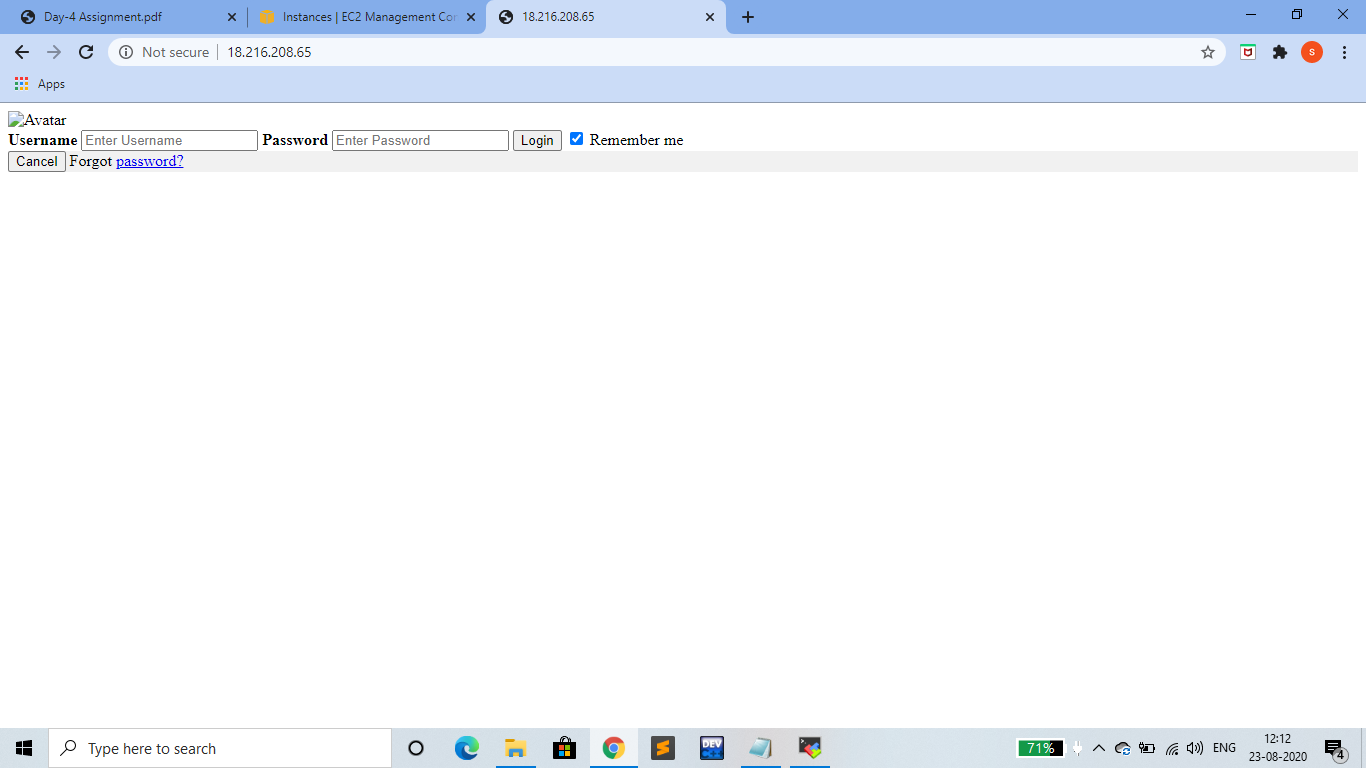 Day-4 Assignment.pdf
Instances | EC2 Management Con
18.216.208.65
Not secure
18.216.208.65
S
Apps
Avatar
Username Enter Username Password Enter Password Login Remember me
Cancel Forgot password?
Type here to search
DEV
71%
ENG
12:12
23-08-2020
4